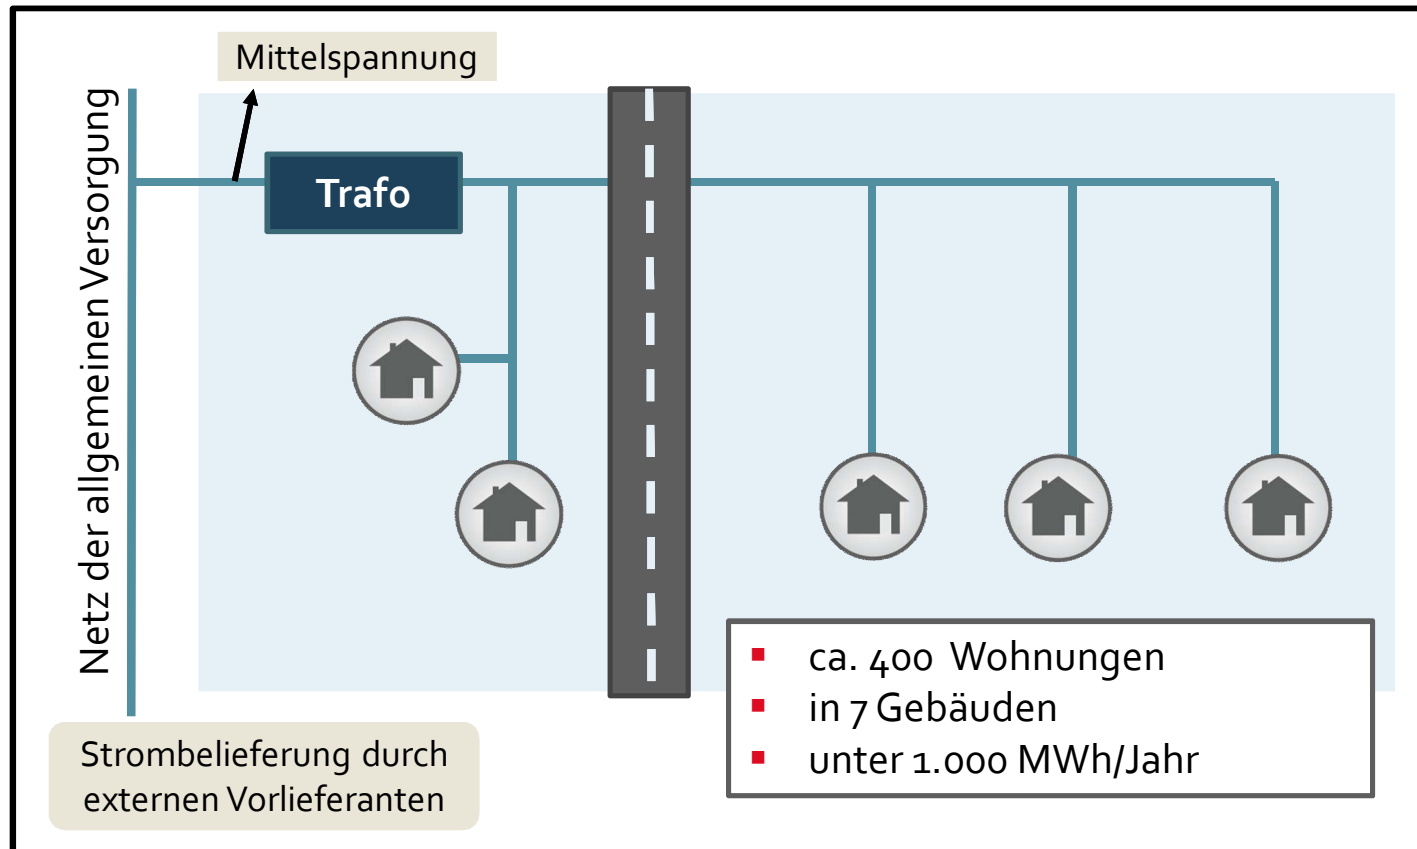 Mittelspannung
Netz der allgemeinen Versorgung
Trafo
ca. 400 Wohnungen
in 7 Gebäuden
unter 1.000 MWh/Jahr
Strombelieferung durch
externen Vorlieferanten